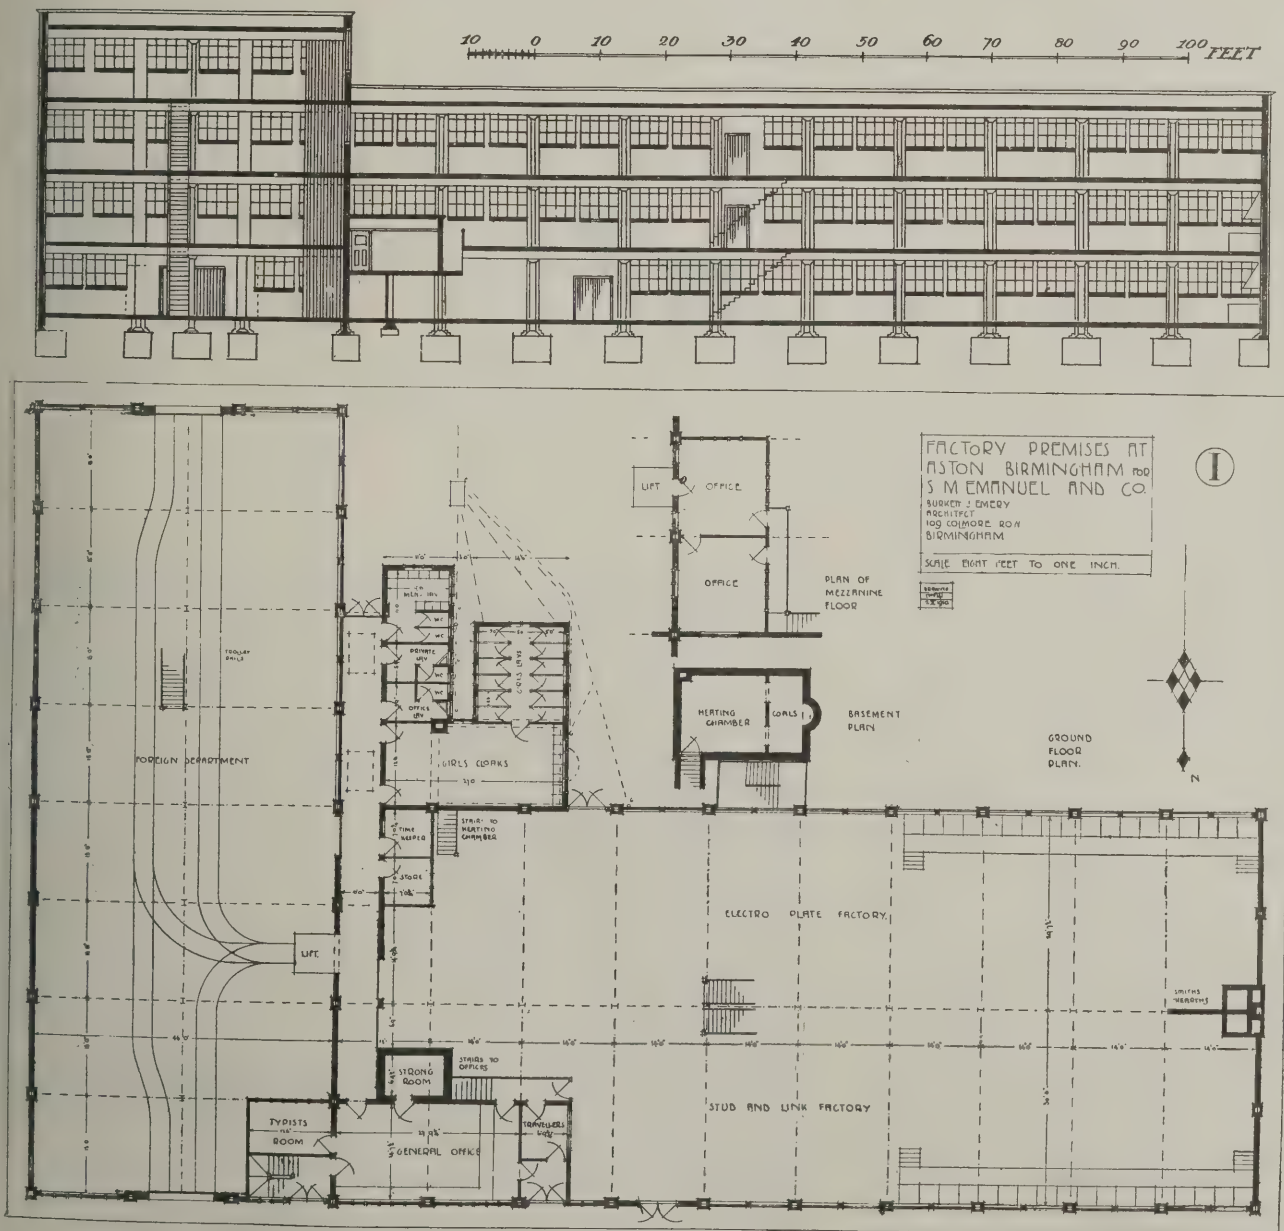 10 0 10 20 30 40 50 60 70 80 90 100 FEET
FACTORY PREMISES AT
ASTON BIRMINGHAM FOR
S M EMANUEL AND CO.
ARCHITECT
109 COLMORE ROW
BIRMINGHAM
SCALE EIGHT FEET TO ONE INCH.
I
LIFT
OFFICE
OFFICE
PLAN OF
MEZZANINE
FLOOR
HEATING
CHAMBER
COALS
BASEMENT
PLAN
GROUND
FLOOR
PLAN.
N
TROLLEY
RAILS
FOREIGN DEPARTMENT
W.C.
W.C.
PRIVATE
LAV
W.C.
W.C.
OFFICE
LAV
GIRLS LAVS
GIRLS CLOAKS
TIME
KEEPER
STORE
STAIRS TO
HEATING
CHAMBER
LIFT.
ELECTRO PLATE FACTORY.
SMITHS
HEARTHS
STRONG
ROOM
STAIRS TO
OFFICES
TYPISTS
ROOM
GENERAL OFFICE
TRAVELLERS
STUD AND LINK FACTORY